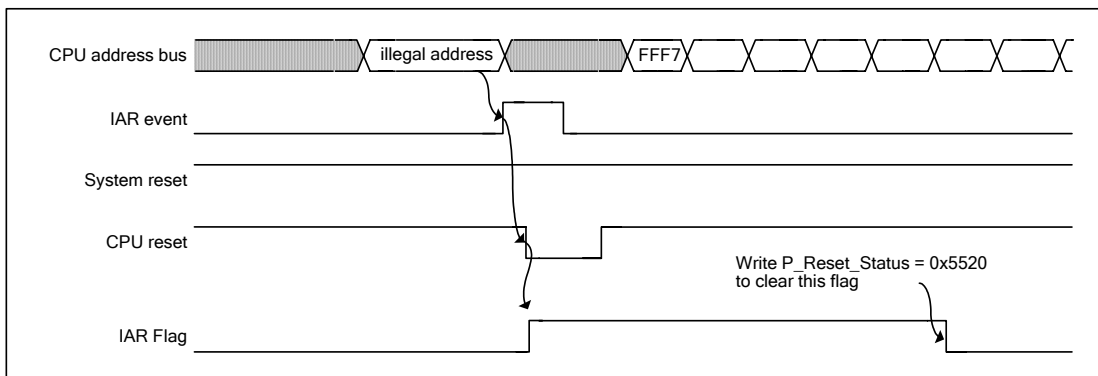 CPU address bus
illegal address
FFF7
IAR event
System reset
CPU reset
Write P_Reset_Status = 0x5520
to clear this flag
IAR Flag